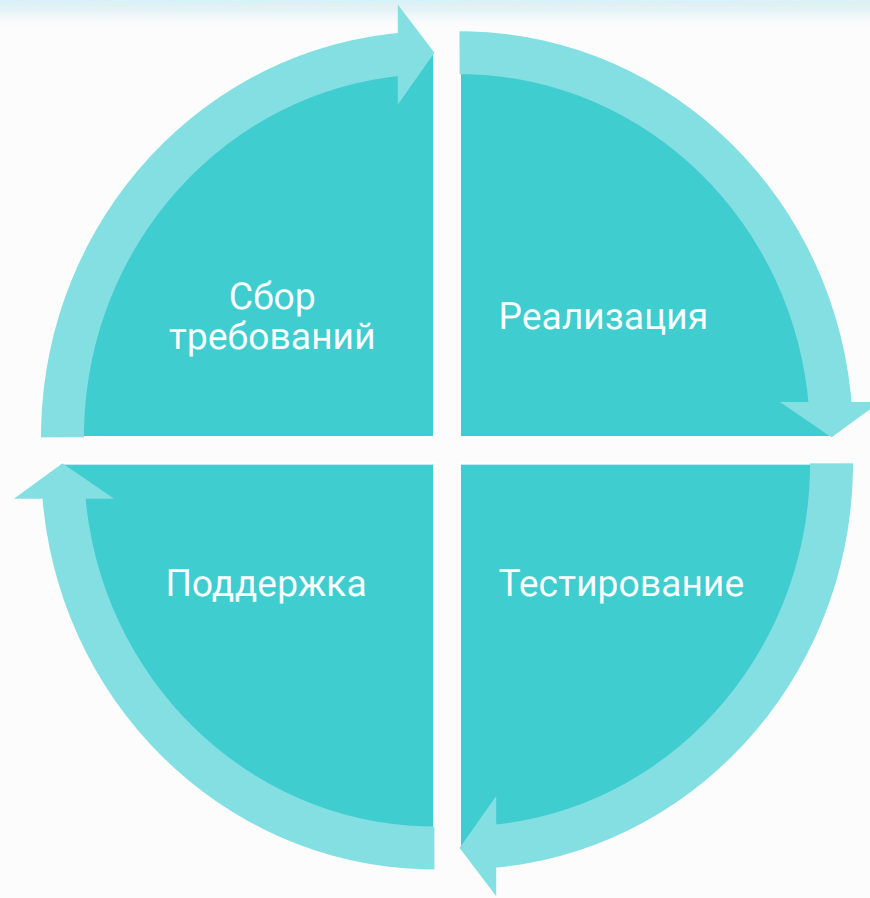 Сбор
требований
Реализация
Поддержка
Тестирование